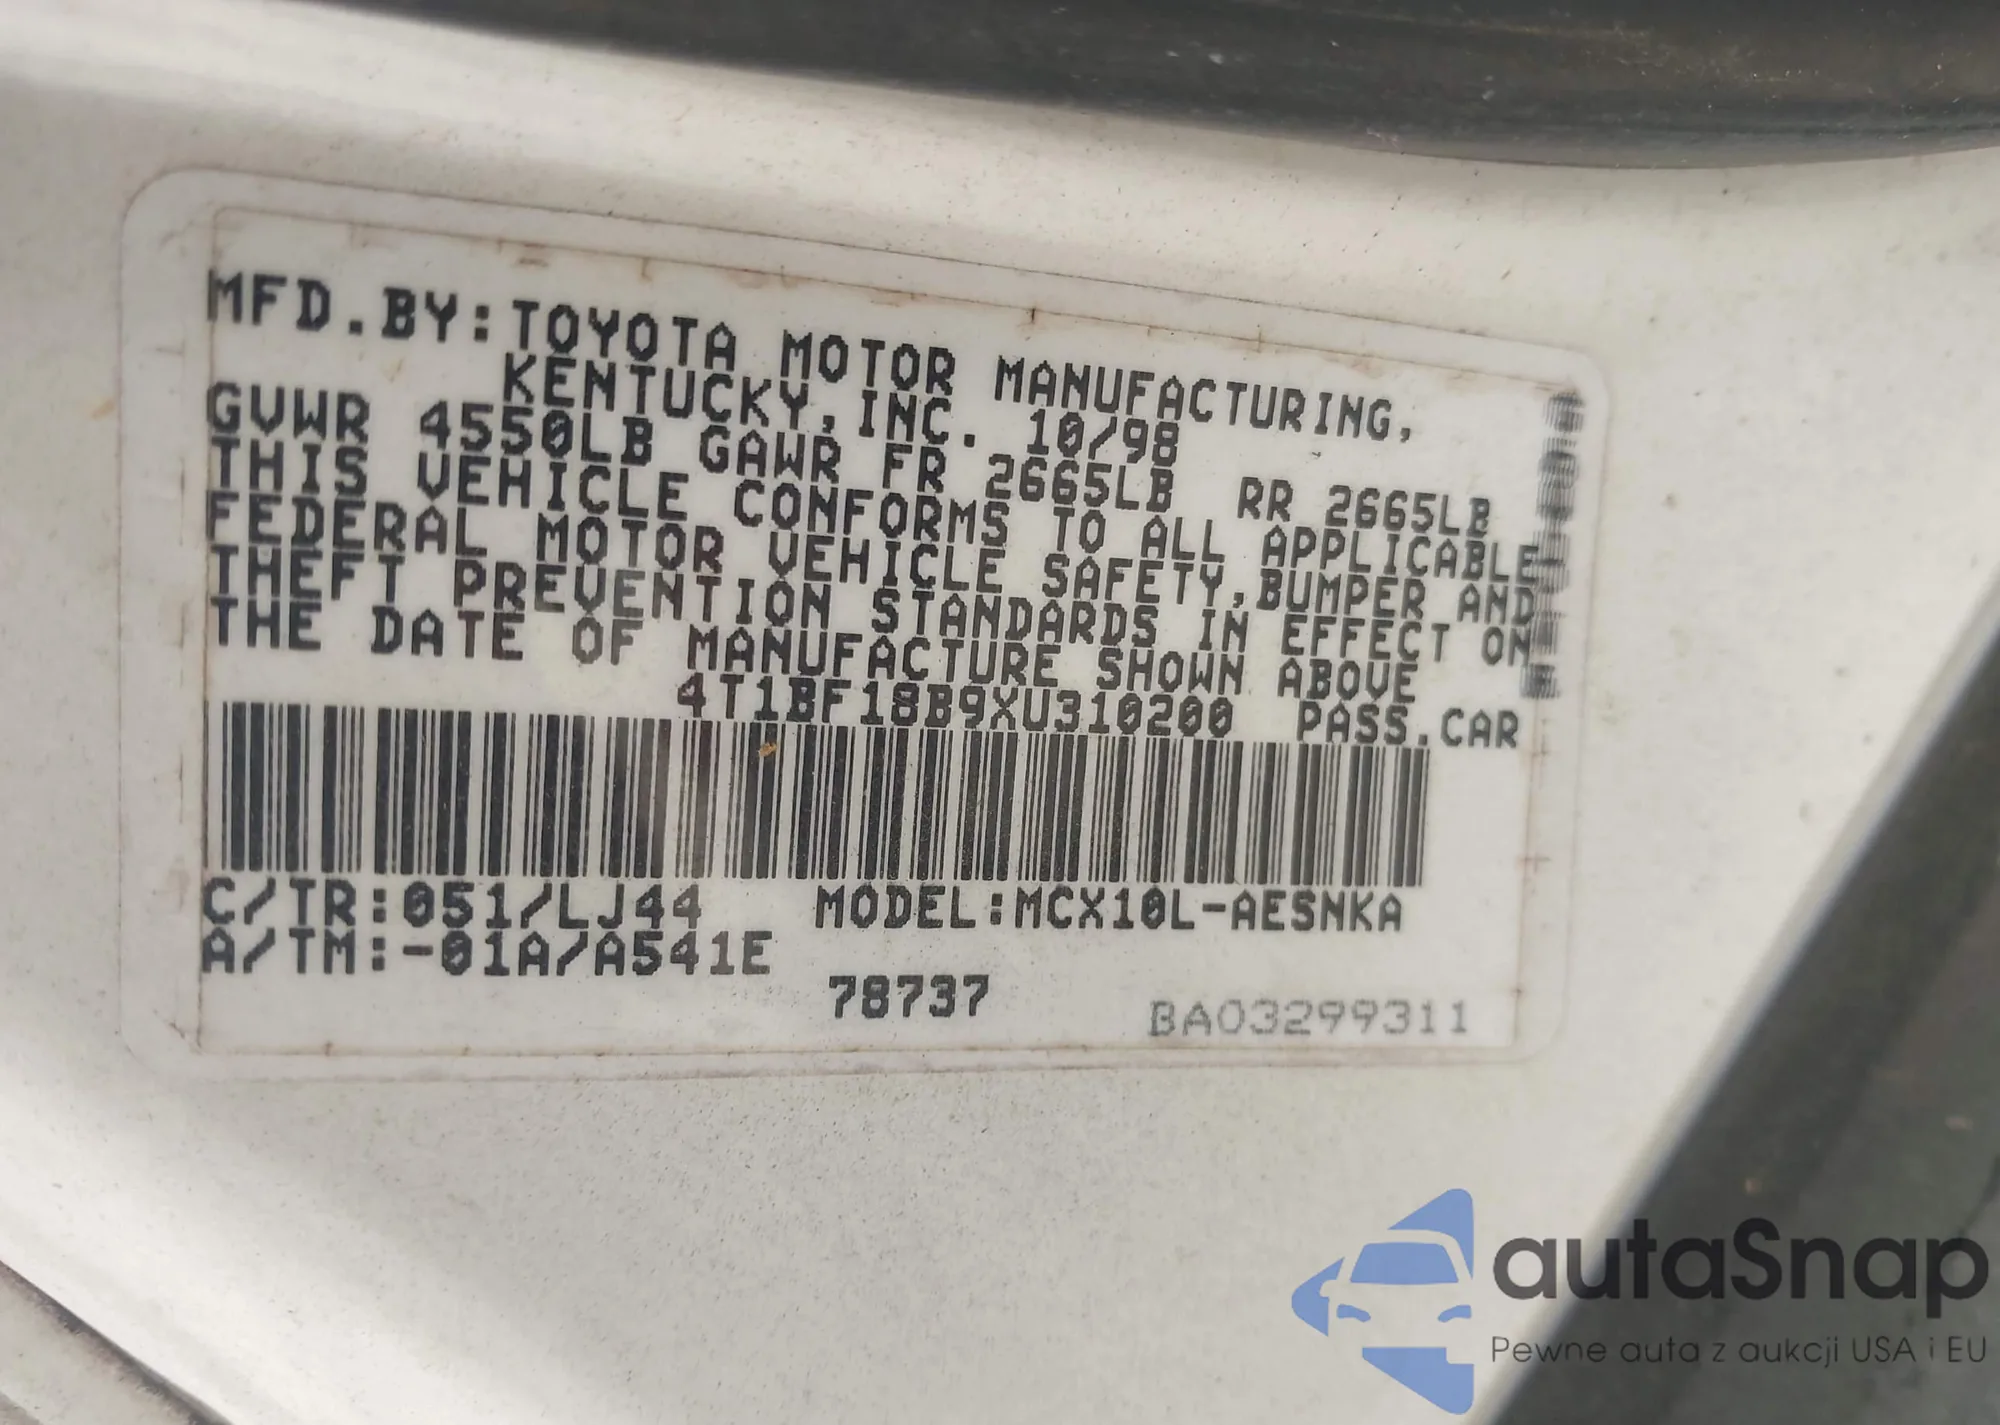 MFD.BY:TOYOTA MOTOR MANUFACTURING,
KENTUCKY,INC. 10/98
GVWR 4550LB GAWR FR 2665LB RR 2665LB
THIS VEHICLE CONFORMS TO ALL APPLICABLE
FEDERAL MOTOR VEHICLE SAFETY,BUMPER AND
THEFT PREVENTION STANDARDS IN EFFECT ON
THE DATE OF MANUFACTURE SHOWN ABOVE
4T1BF18B9XU310200 PASS.CAR
C/TR:051/LJ44 MODEL:MCX10L-AESNKA
A/TM:-01A/A541E
78737 BA03299311
autaSnap
Pewne auta z aukcji USA i EU